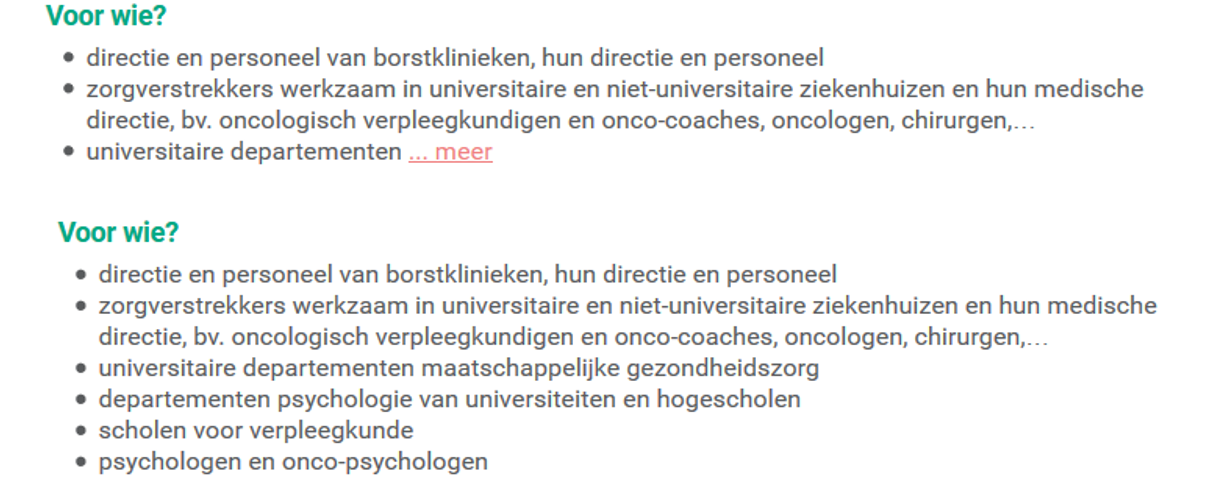 Voor wie?
• directie en personeel van borstklinieken, hun directie en personeel
• zorgverstrekkers werkzaam in universitaire en niet-universitaire ziekenhuizen en hun medische
directie, bv. oncologisch verpleegkundigen en onco-coaches, oncologen, chirurgen,...
• universitaire departementen ... meer
Voor wie?
• directie en personeel van borstklinieken, hun directie en personeel
• zorgverstrekkers werkzaam in universitaire en niet-universitaire ziekenhuizen en hun medische
directie, bv. oncologisch verpleegkundigen en onco-coaches, oncologen, chirurgen,...
• universitaire departementen maatschappelijke gezondheidszorg
• departementen psychologie van universiteiten en hogescholen
• scholen voor verpleegkunde
• psychologen en onco-psychologen